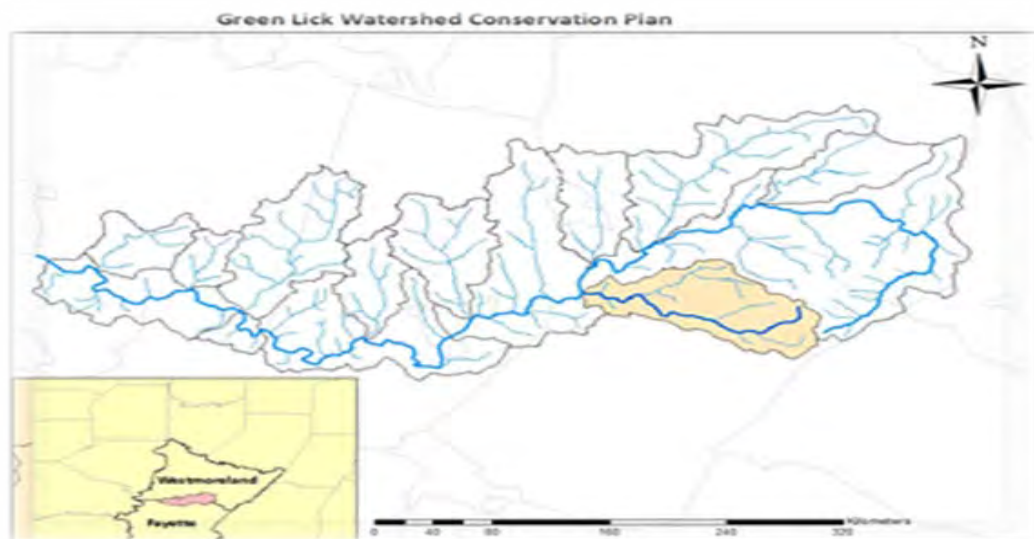 Green Lick Watershed Conservation Plan
N
Westmoreland
Fayette
Kilometers
0 40 80 160 240 320